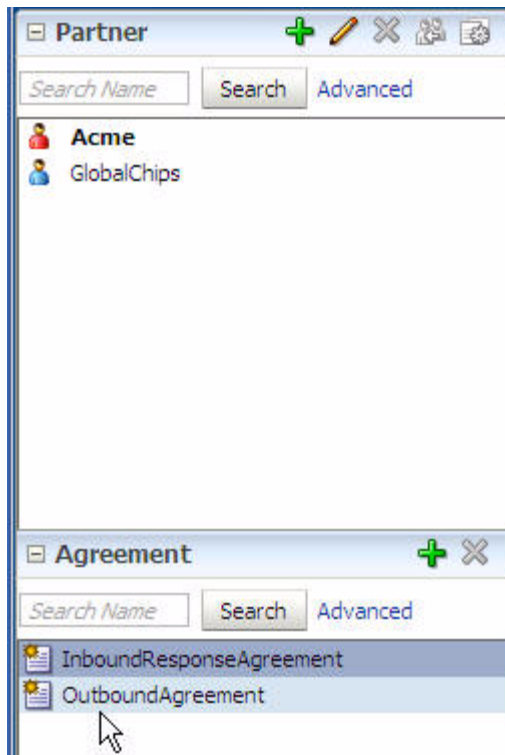 Partner
Search Name Search Advanced
Acme
GlobalChips
Agreement
Search Name Search Advanced
InboundResponseAgreement
OutboundAgreement